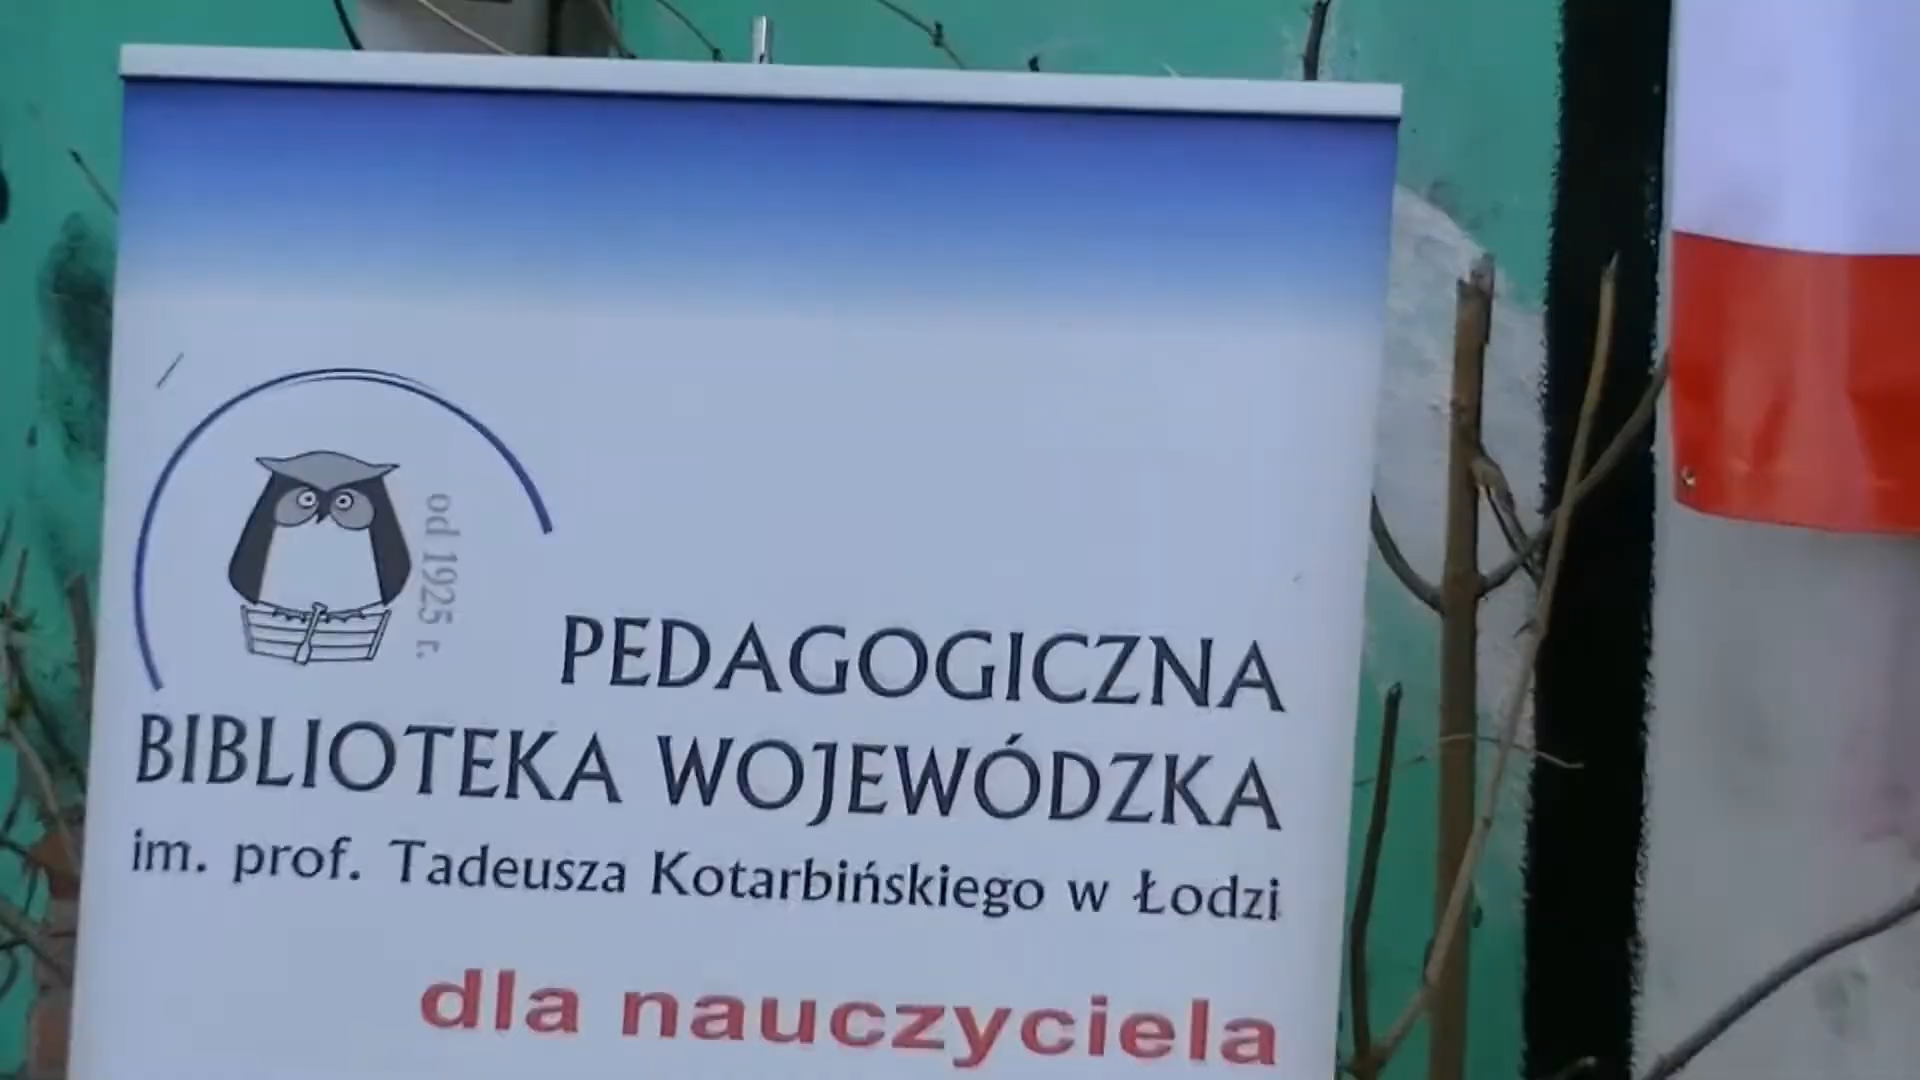 od 1925 r.
PEDAGOGICZNA
BIBLIOTEKA WOJEWÓDZKA
im. prof. Tadeusza Kotarbińskiego w Łodzi
dla nauczyciela